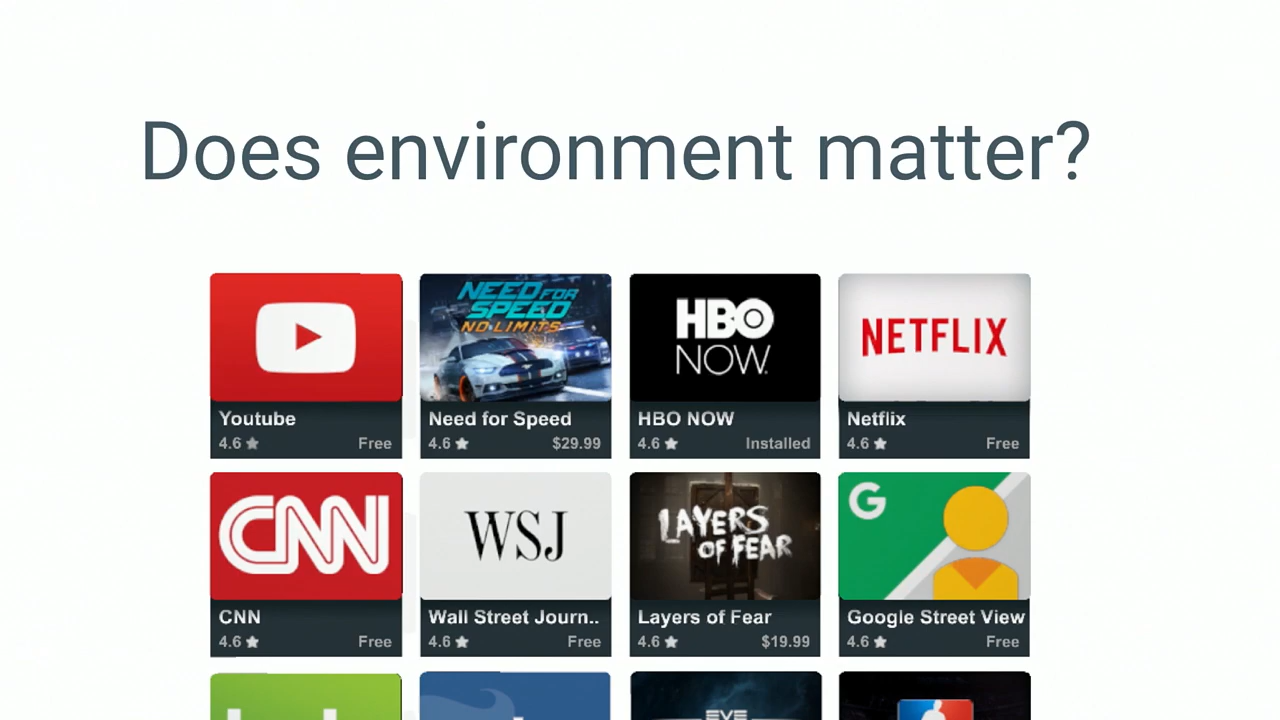 Does environment matter?
NEED FOR
SPEED
NO LIMITS
HBO
NOW.
NETFLIX
Youtube
Need for Speed
HBO NOW
Netflix
4.6 Free
4.6 $29.99
4.6 Installed
4.6 Free
CNN
WSJ
LAYERS
OF FEAR
G
CNN
Wall Street Journ..
Layers of Fear
Google Street View
4.6 Free
4.6 Free
4.6 $19.99
4.6 Free
EVE